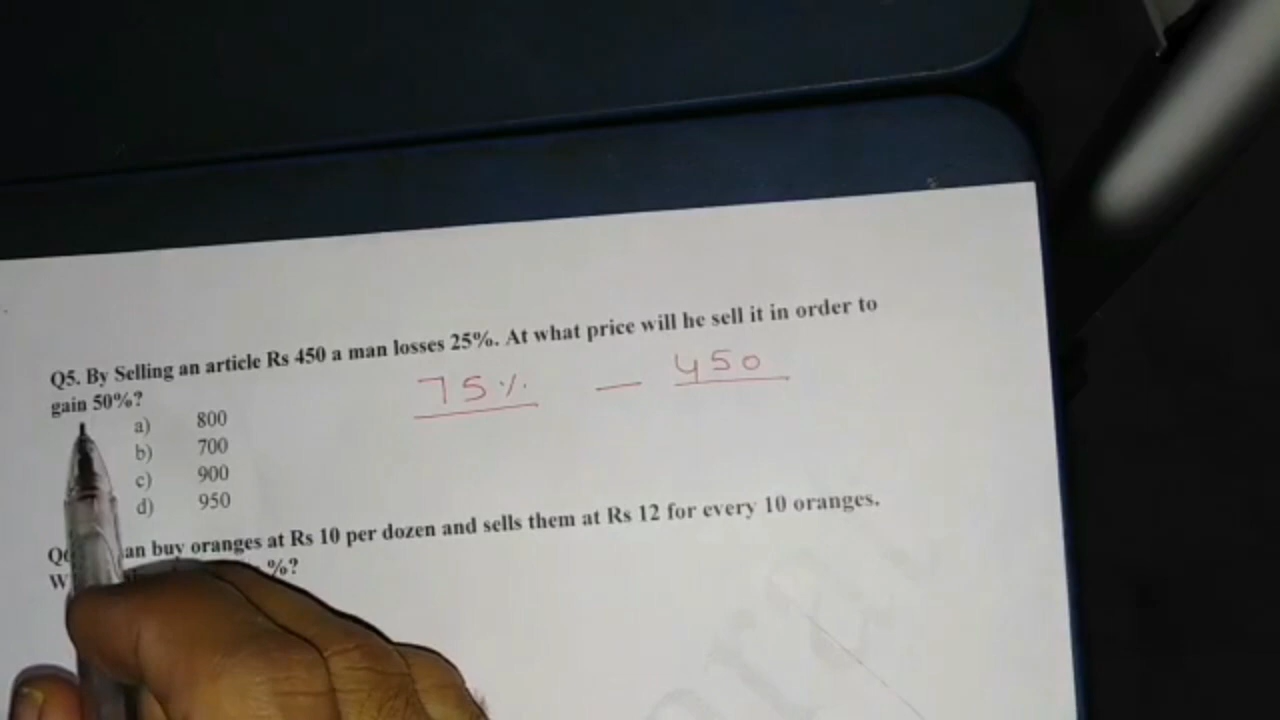 Q5. By Selling an article Rs 450 a man losses 25%. At what price will he sell it in order to
gain 50%?
75% — 450
a) 800
b) 700
c) 900
d) 950
an buy oranges at Rs 10 per dozen and sells them at Rs 12 for every 10 oranges.
%?